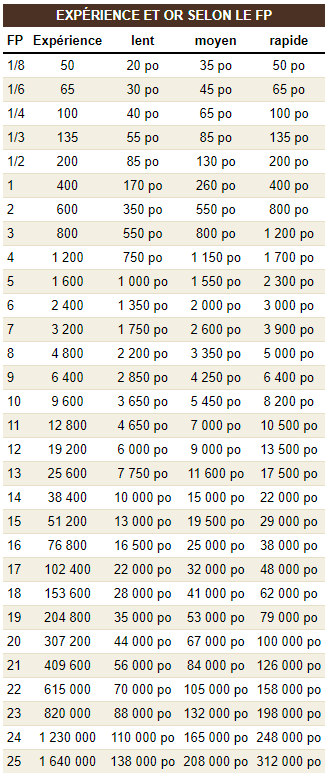 EXPÉRIENCE ET OR SELON LE FP
FP Expérience lent moyen rapide
1/8 50 20 po 35 po 50 po
1/6 65 30 po 45 po 65 po
1/4 100 40 po 65 po 100 po
1/3 135 55 po 85 po 135 po
1/2 200 85 po 130 po 200 po
1 400 170 po 260 po 400 po
2 600 350 po 550 po 800 po
3 800 550 po 800 po 1 200 po
4 1 200 750 po 1 150 po 1 700 po
5 1 600 1 000 po 1 550 po 2 300 po
6 2 400 1 350 po 2 000 po 3 000 po
7 3 200 1 750 po 2 600 po 3 900 po
8 4 800 2 200 po 3 350 po 5 000 po
9 6 400 2 850 po 4 250 po 6 400 po
10 9 600 3 650 po 5 450 po 8 200 po
11 12 800 4 650 po 7 000 po 10 500 po
12 19 200 6 000 po 9 000 po 13 500 po
13 25 600 7 750 po 11 600 po 17 500 po
14 38 400 10 000 po 15 000 po 22 000 po
15 51 200 13 000 po 19 500 po 29 000 po
16 76 800 16 500 po 25 000 po 38 000 po
17 102 400 22 000 po 32 000 po 48 000 po
18 153 600 28 000 po 41 000 po 62 000 po
19 204 800 35 000 po 53 000 po 79 000 po
20 307 200 44 000 po 67 000 po 100 000 po
21 409 600 56 000 po 84 000 po 126 000 po
22 615 000 70 000 po 105 000 po 158 000 po
23 820 000 88 000 po 132 000 po 198 000 po
24 1 230 000 110 000 po 165 000 po 248 000 po
25 1 640 000 138 000 po 208 000 po 312 000 po